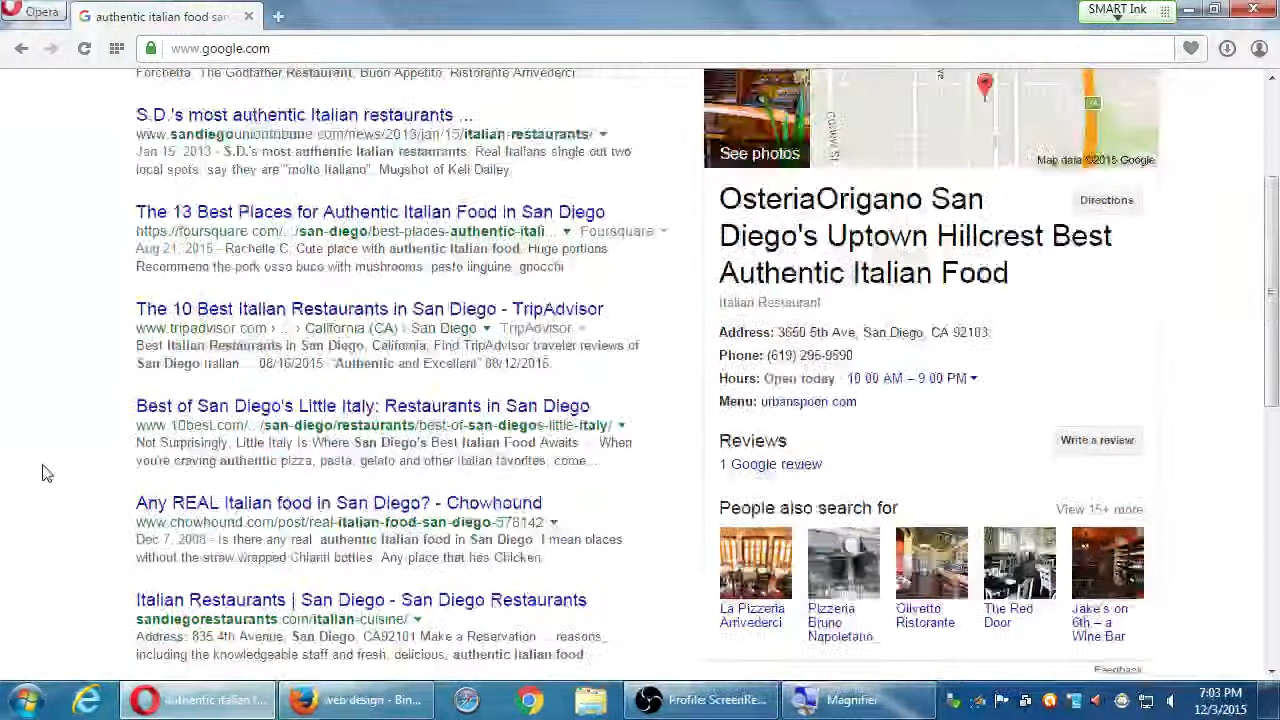 Opera
authentic italian food san
SMART Ink
www.google.com
Forchetta, The Godfather Restaurant, Buon Appetito, Ristorante Arrivederci
S.D.'s most authentic Italian restaurants ...
www.sandiegouniontribune.com/news/2013/jan/15/italian-restaurants/
Jan 15, 2013 - S.D.'s most authentic Italian restaurants. Real Italians single out two
local spots, say they are "molto Italiano". Mugshot of Keli Dailey.
The 13 Best Places for Authentic Italian Food in San Diego
https://foursquare.com/.../san-diego/best-places-authentic-itali... Foursquare
Aug 21, 2015 - Rachelle C. Cute place with authentic Italian food. Huge portions.
Recommend the pork osso buco with mushrooms, pesto linguine, gnocchi
The 10 Best Italian Restaurants in San Diego - TripAdvisor
www.tripadvisor.com › ... › California (CA) › San Diego TripAdvisor
Best Italian Restaurants in San Diego, California. Find TripAdvisor traveler reviews of
San Diego Italian ... 08/16/2015. "Authentic and Excellent" 08/12/2015.
Best of San Diego's Little Italy: Restaurants in San Diego
www.10best.com/.../san-diego/restaurants/best-of-san-diegos-little-italy/
Not Surprisingly, Little Italy Is Where San Diego's Best Italian Food Awaits ... When
you're craving authentic pizza, pasta, gelato and other Italian favorites, come ...
Any REAL Italian food in San Diego? - Chowhound
www.chowhound.com/post/real-italian-food-san-diego-578142
Dec 7, 2008 - Is there any real, authentic Italian food in San Diego. I mean places
without the straw wrapped Chianti bottles. Any place that has Chicken
Italian Restaurants | San Diego - San Diego Restaurants
sandiegorestaurants.com/italian-cuisine/
Address: 835 4th Avenue, San Diego, CA92101 Make a Reservation ... reasons,
including the knowledgeable staff and fresh, delicious, authentic Italian food
See photos
Map data ©2015 Google
OsteriaOrigano San
Diego's Uptown Hillcrest Best
Authentic Italian Food
Directions
Italian Restaurant
Address: 3650 5th Ave, San Diego, CA 92103
Phone: (619) 295-9590
Hours: Open today · 10:00 AM – 9:00 PM
Menu: urbanspoon.com
Reviews
Write a review
1 Google review
People also search for
View 15+ more
La Pizzeria
Arrivederci
Pizzeria
Bruno
Napoletano
Olivetto
Ristorante
The Red
Door
Jake's on
6th – a
Wine Bar
Feedback
authentic italian f...
web design - Bin...
Profile: ScreenRe...
Magnifier
7:03 PM
12/3/2015